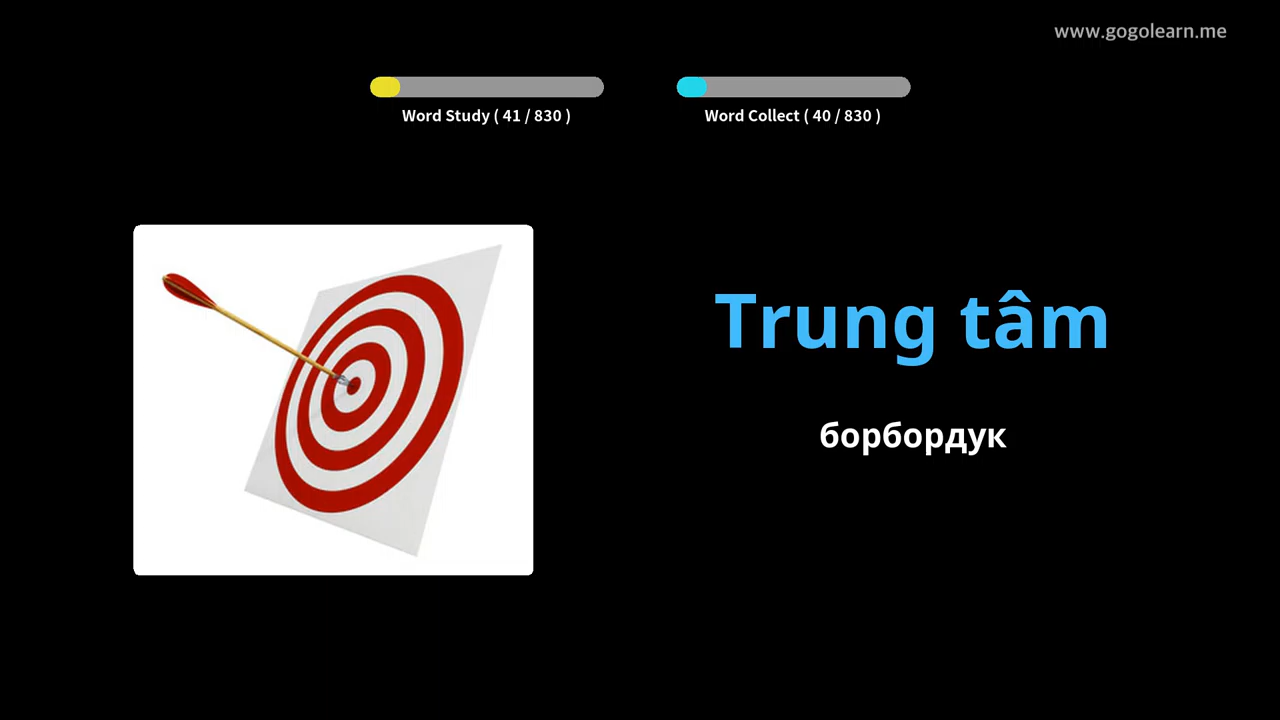 www.gogolearn.me
Word Study ( 41 / 830 )
Word Collect ( 40 / 830 )
Trung tâm
борбордук